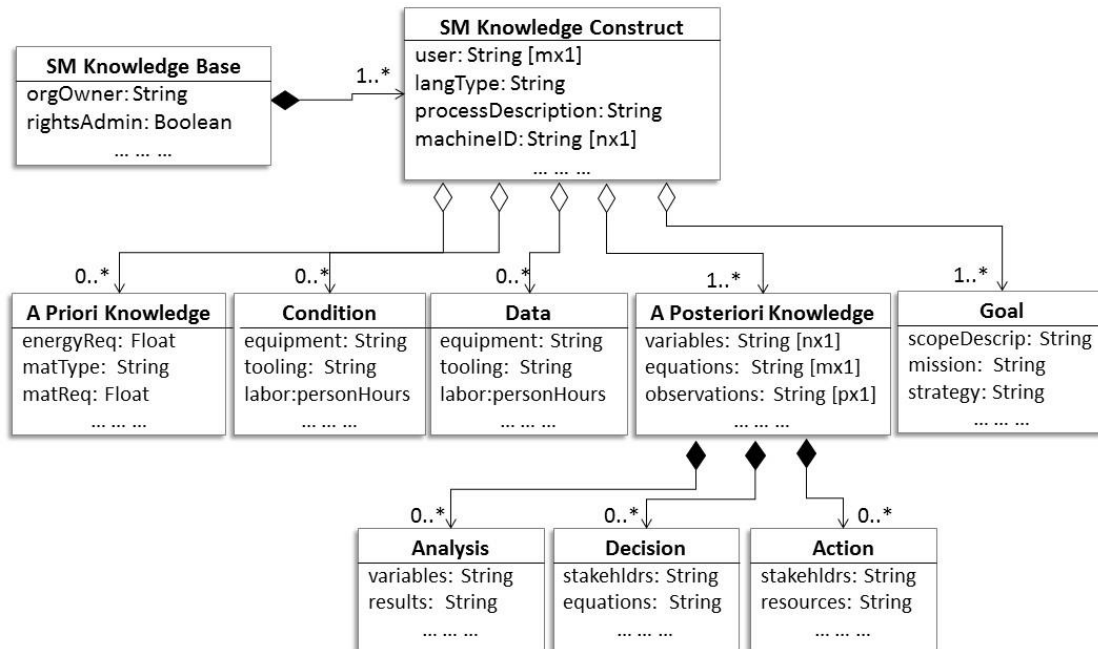 SM Knowledge Construct
user: String [mx1]
langType: String
processDescription: String
machineID: String [nx1]
... ... ...
SM Knowledge Base
orgOwner: String
rightsAdmin: Boolean
... ... ...
1..*
0..*
0..*
0..*
1..*
1..*
A Priori Knowledge
energyReq: Float
matType: String
matReq: Float
... ... ...
Condition
equipment: String
tooling: String
labor:personHours
... ... ...
Data
equipment: String
tooling: String
labor:personHours
... ... ...
A Posteriori Knowledge
variables: String [nx1]
equations: String [mx1]
observations: String [px1]
... ... ...
Goal
scopeDescrip: String
mission: String
strategy: String
... ... ...
0..*
0..*
0..*
Analysis
variables: String
results: String
... ... ...
Decision
stakehldrs: String
equations: String
... ... ...
Action
stakehldrs: String
resources: String
... ... ...